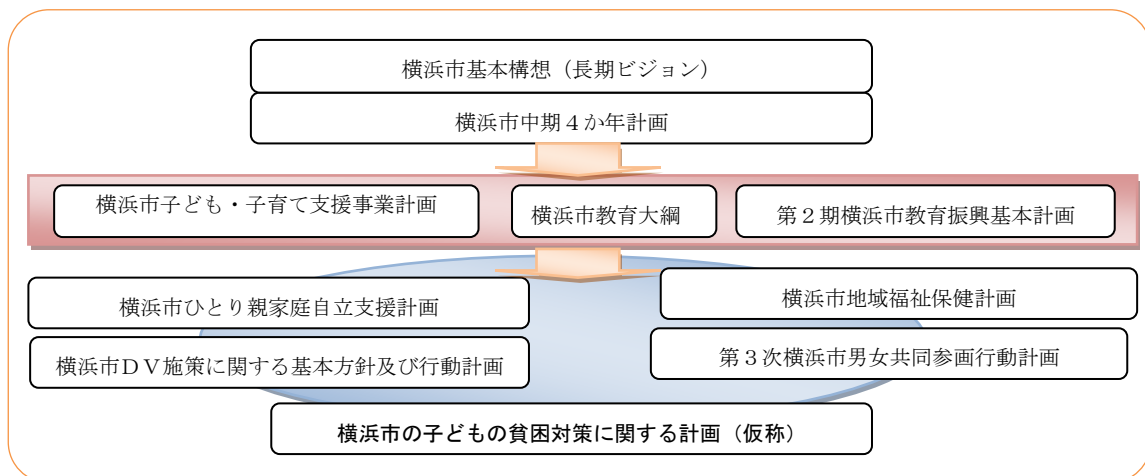 横浜市基本構想（長期ビジョン）
横浜市中期４か年計画
横浜市子ども・子育て支援事業計画
横浜市教育大綱
第２期横浜市教育振興基本計画
横浜市ひとり親家庭自立支援計画
横浜市地域福祉保健計画
横浜市ＤＶ施策に関する基本方針及び行動計画
第３次横浜市男女共同参画行動計画
横浜市の子どもの貧困対策に関する計画（仮称）